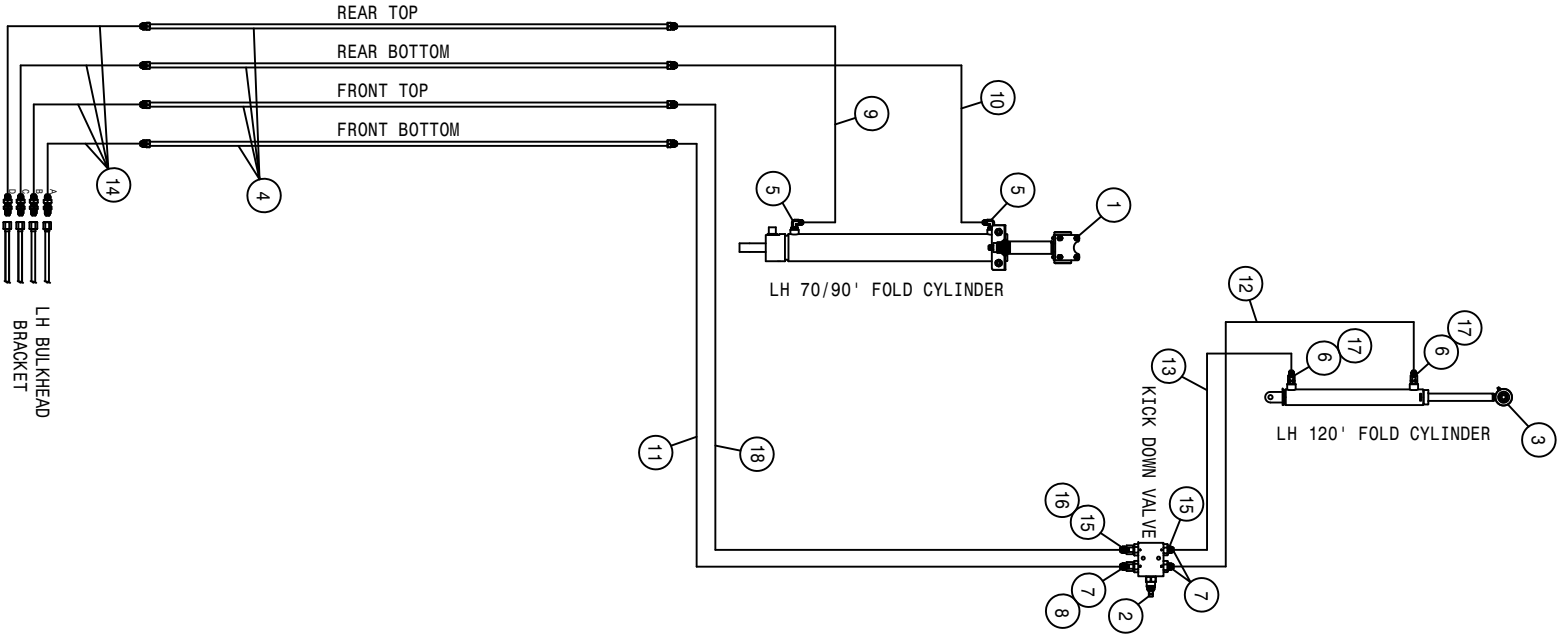 REAR TOP
REAR BOTTOM
FRONT TOP
FRONT BOTTOM
9
10
14
4
5
5
1
D
C
B
A
LH 70/90' FOLD CYLINDER
LH BULKHEAD
BRACKET
12
13
6
17
6
17
LH 120' FOLD CYLINDER
3
KICK DOWN VALVE
11
18
16
15
15
8
7
2
7